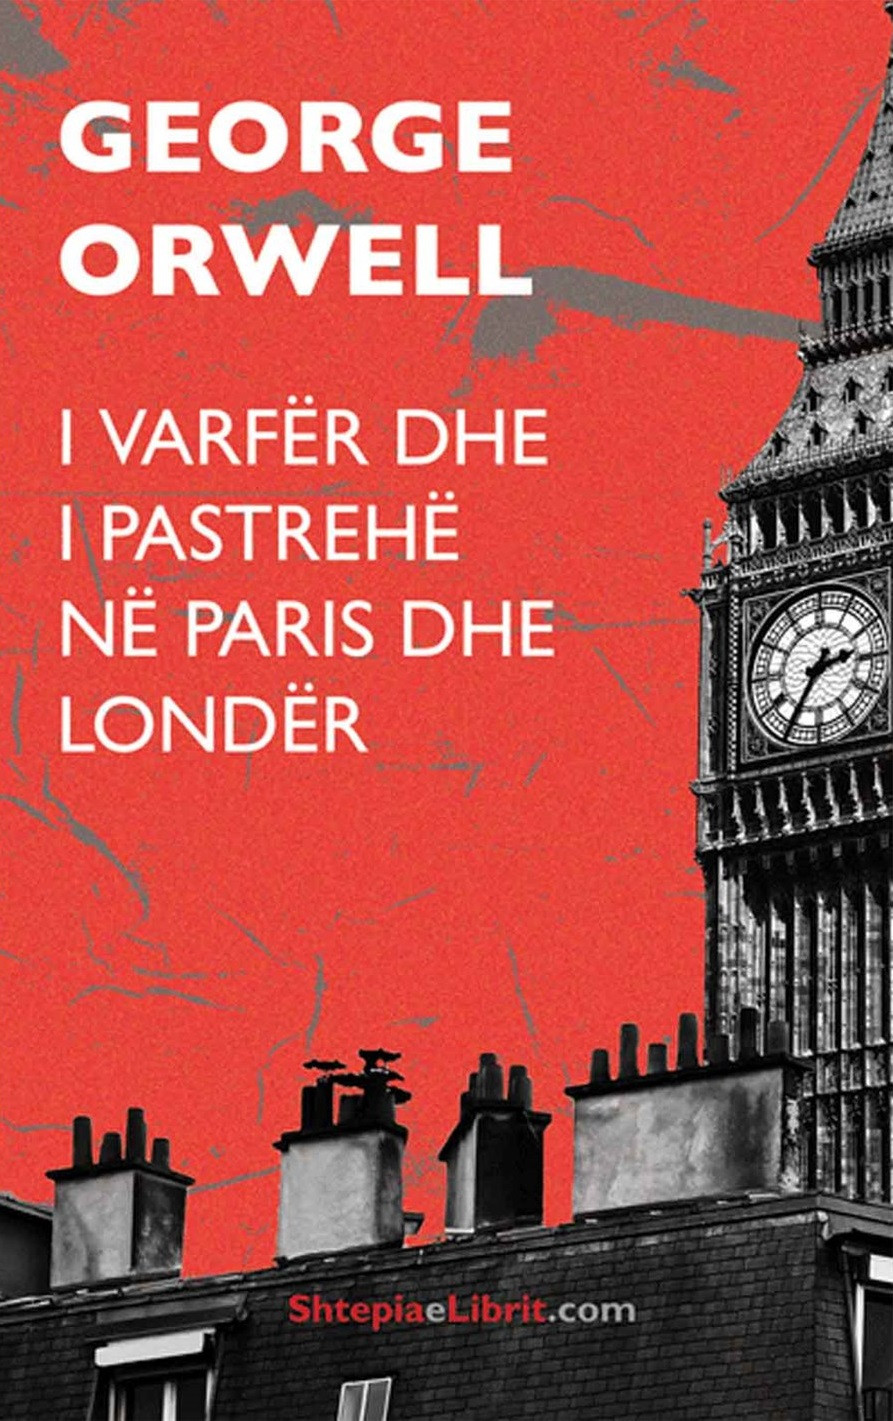 GEORGE
ORWELL
I VARFËR DHE
I PASTREHË
NË PARIS DHE
LONDËR
ShtepiaeLibrit.com